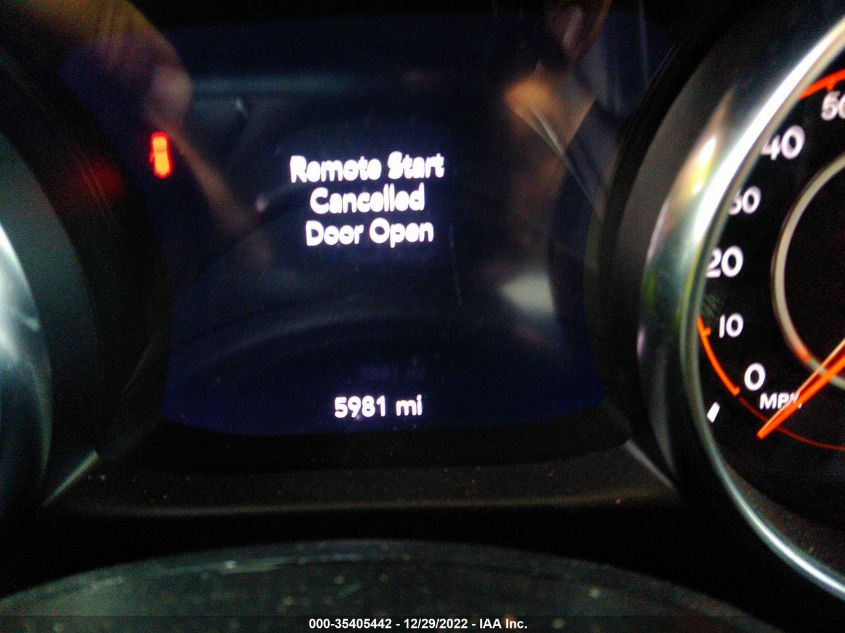 Remote Start
Cancelled
Door Open
5981 mi
50
40
30
20
10
0
MPH
000-35405442 - 12/29/2022 - IAA Inc.